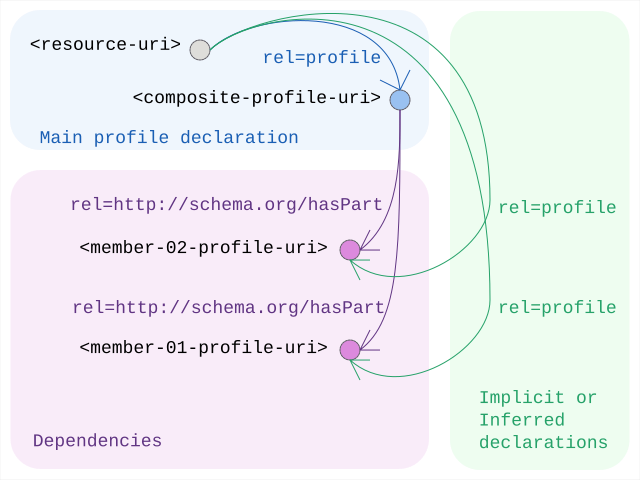 <resource-uri>
rel=profile
<composite-profile-uri>
Main profile declaration
rel=http://schema.org/hasPart
rel=profile
<member-02-profile-uri>
rel=http://schema.org/hasPart
rel=profile
<member-01-profile-uri>
Implicit or
Inferred
declarations
Dependencies